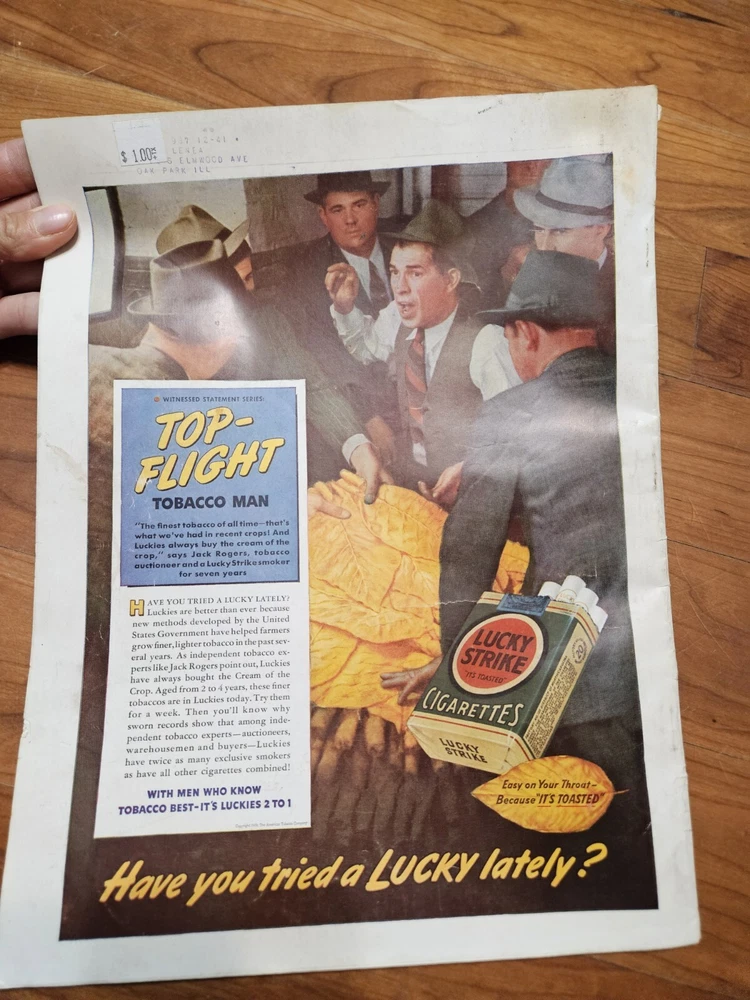 $ 1.00
12-41
ELMWOOD AVE
OAK PARK ILL
WITNESSED STATEMENT SERIES:
TOP-
FLIGHT
TOBACCO MAN
"The finest tobacco of all time—that's
what we've had in recent crops! And
Luckies always buy the cream of the
crop," says Jack Rogers, tobacco
auctioneer and a Lucky Strike smoker
for seven years
HAVE YOU TRIED A LUCKY LATELY?
Luckies are better than ever because
new methods developed by the United
States Government have helped farmers
grow finer, lighter tobacco in the past sev-
eral years. As independent tobacco ex-
perts like Jack Rogers point out, Luckies
have always bought the Cream of the
Crop. Aged from 2 to 4 years, these finer
tobaccos are in Luckies today. Try them
for a week. Then you'll know why
sworn records show that among inde-
pendent tobacco experts—auctioneers,
warehousemen and buyers—Luckies
have twice as many exclusive smokers
as have all other cigarettes combined!
WITH MEN WHO KNOW
TOBACCO BEST—IT'S LUCKIES 2 TO 1
LUCKY
STRIKE
"IT'S TOASTED"
CIGARETTES
20
LUCKY
STRIKE
Easy on Your Throat—
Because "IT'S TOASTED"
Have you tried a LUCKY lately?